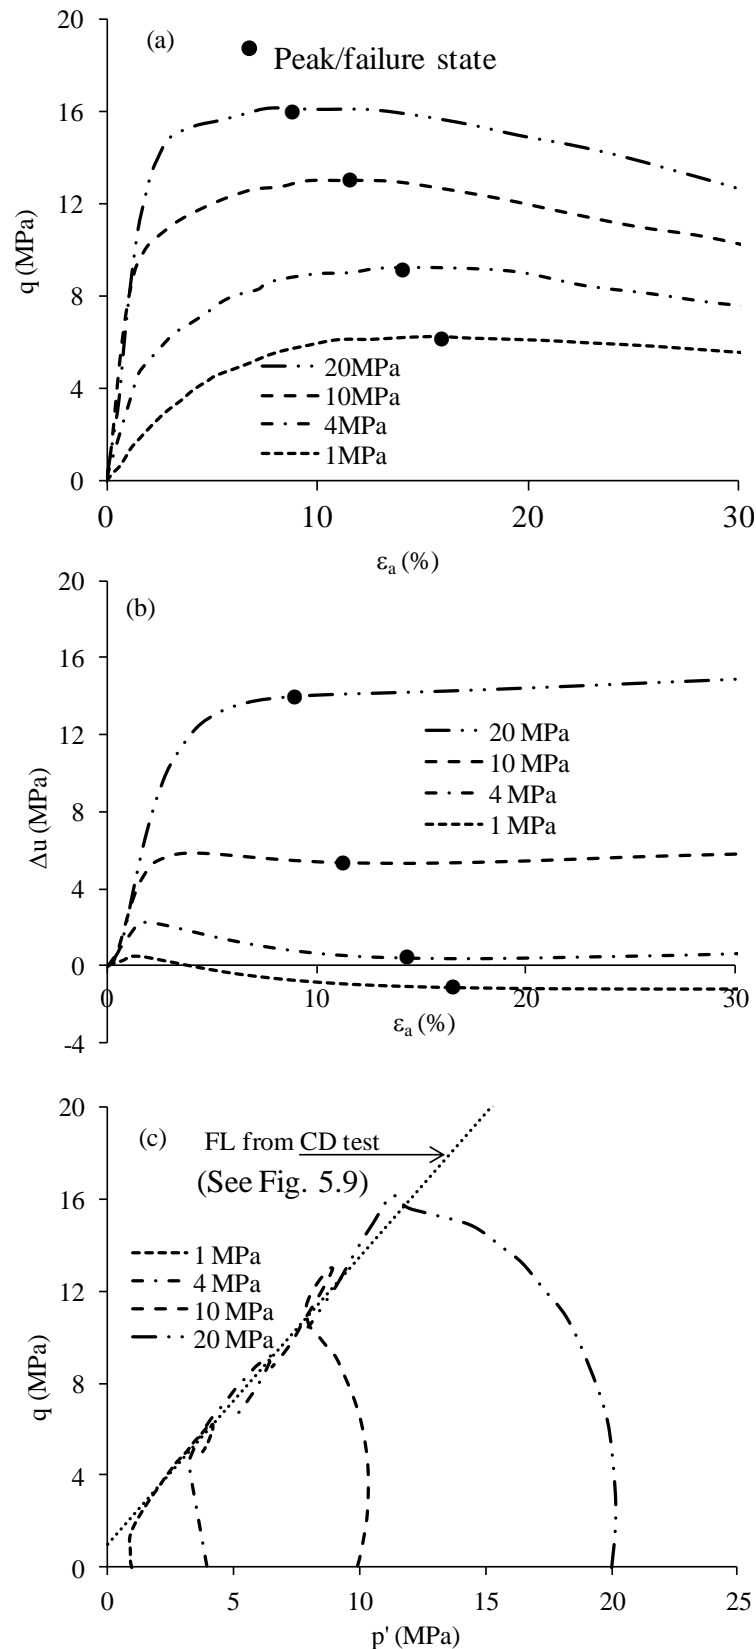 (a)
Peak/failure state
20
16
12
8
4
0
q (MPa)
20MPa
10MPa
4MPa
1MPa
0
10
20
30
εa (%)
(b)
20
16
12
8
4
0
-4
Δu (MPa)
20 MPa
10 MPa
4 MPa
1 MPa
0
10
20
30
εa (%)
(c)
FL from CD test
(See Fig. 5.9)
20
16
12
8
4
0
q (MPa)
1 MPa
4 MPa
10 MPa
20 MPa
0
5
10
15
20
25
p' (MPa)